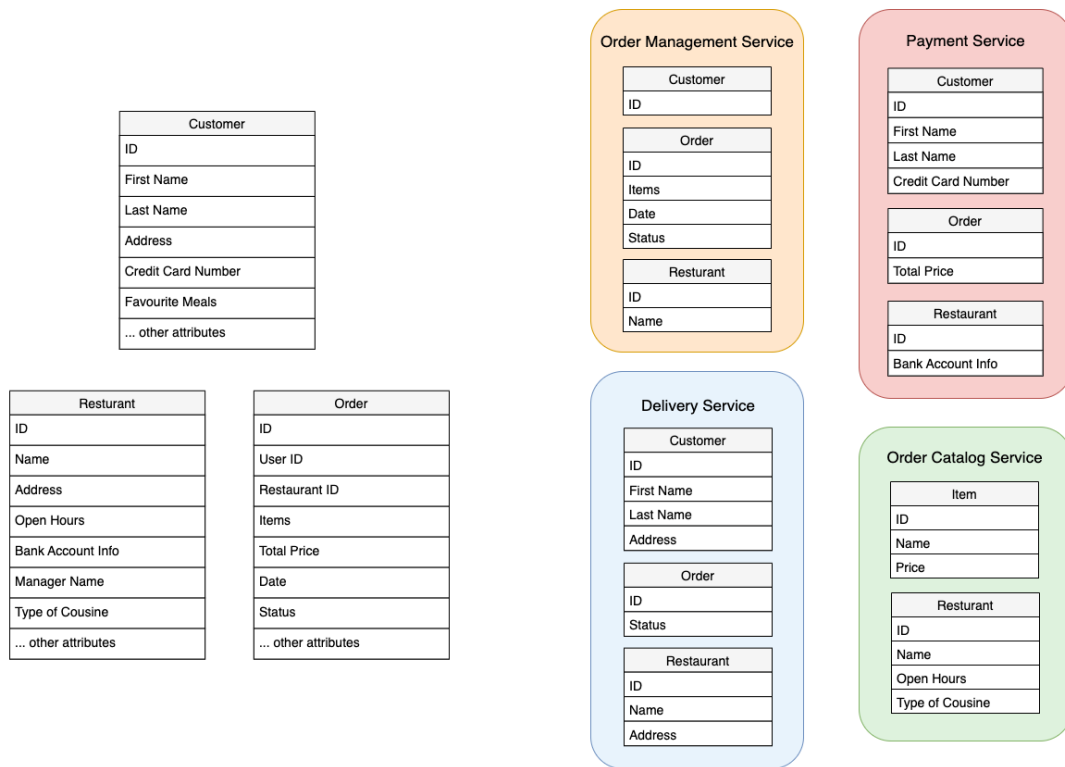 Customer
ID
First Name
Last Name
Address
Credit Card Number
Favourite Meals
... other attributes
Resturant
ID
Name
Address
Open Hours
Bank Account Info
Manager Name
Type of Cousine
... other attributes
Order
ID
User ID
Restaurant ID
Items
Total Price
Date
Status
... other attributes
Order Management Service
Customer
ID
Order
ID
Items
Date
Status
Resturant
ID
Name
Payment Service
Customer
ID
First Name
Last Name
Credit Card Number
Order
ID
Total Price
Restaurant
ID
Bank Account Info
Delivery Service
Customer
ID
First Name
Last Name
Address
Order
ID
Status
Restaurant
ID
Name
Address
Order Catalog Service
Item
ID
Name
Price
Resturant
ID
Name
Open Hours
Type of Cousine